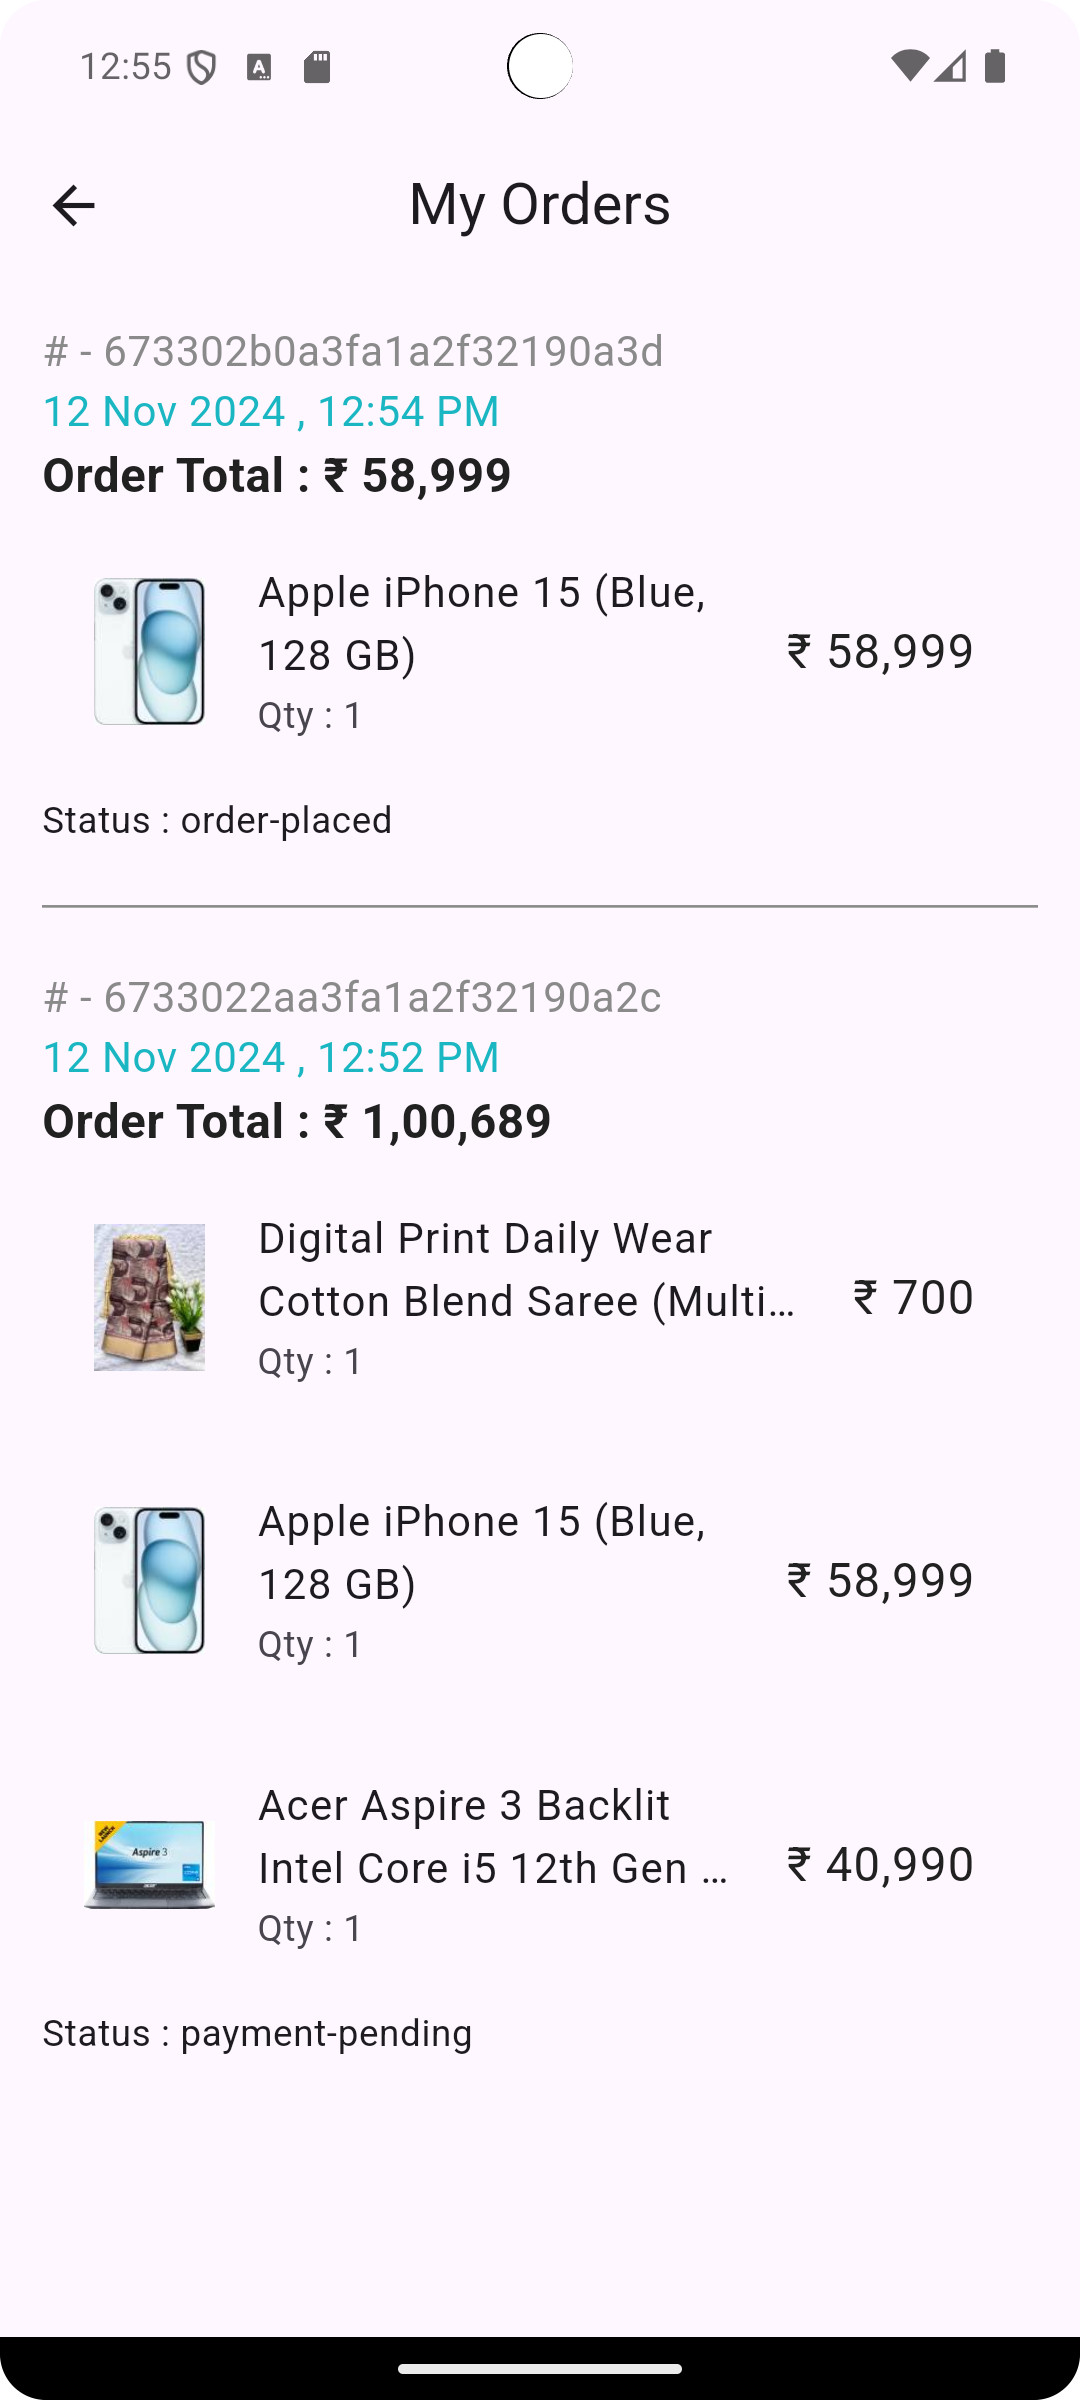 12:55
My Orders
# - 673302b0a3fa1a2f32190a3d
12 Nov 2024 , 12:54 PM
Order Total : ₹ 58,999
Apple iPhone 15 (Blue,
128 GB)
₹ 58,999
Qty : 1
Status : order-placed
# - 6733022aa3fa1a2f32190a2c
12 Nov 2024 , 12:52 PM
Order Total : ₹ 1,00,689
Digital Print Daily Wear
Cotton Blend Saree (Multi…
₹ 700
Qty : 1
Apple iPhone 15 (Blue,
128 GB)
₹ 58,999
Qty : 1
Acer Aspire 3 Backlit
Intel Core i5 12th Gen …
₹ 40,990
Qty : 1
NEW LAUNCH
Aspire 3
acer
Status : payment-pending